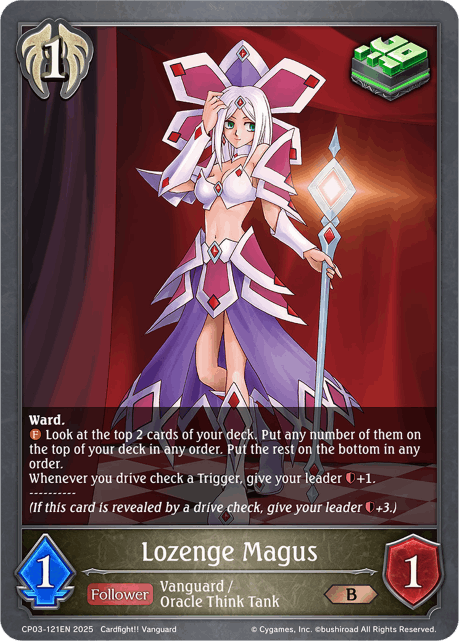 1
Ward.
F Look at the top 2 cards of your deck. Put any number of them on
the top of your deck in any order. Put the rest on the bottom in any
order.
Whenever you drive check a Trigger, give your leader +1.
----------
(If this card is revealed by a drive check, give your leader +3.)
Lozenge Magus
1
Follower
Vanguard /
Oracle Think Tank
B
1
CP03-121EN 2025 Cardfight!! Vanguard
© Cygames, Inc. ©bushiroad All Rights Reserved.